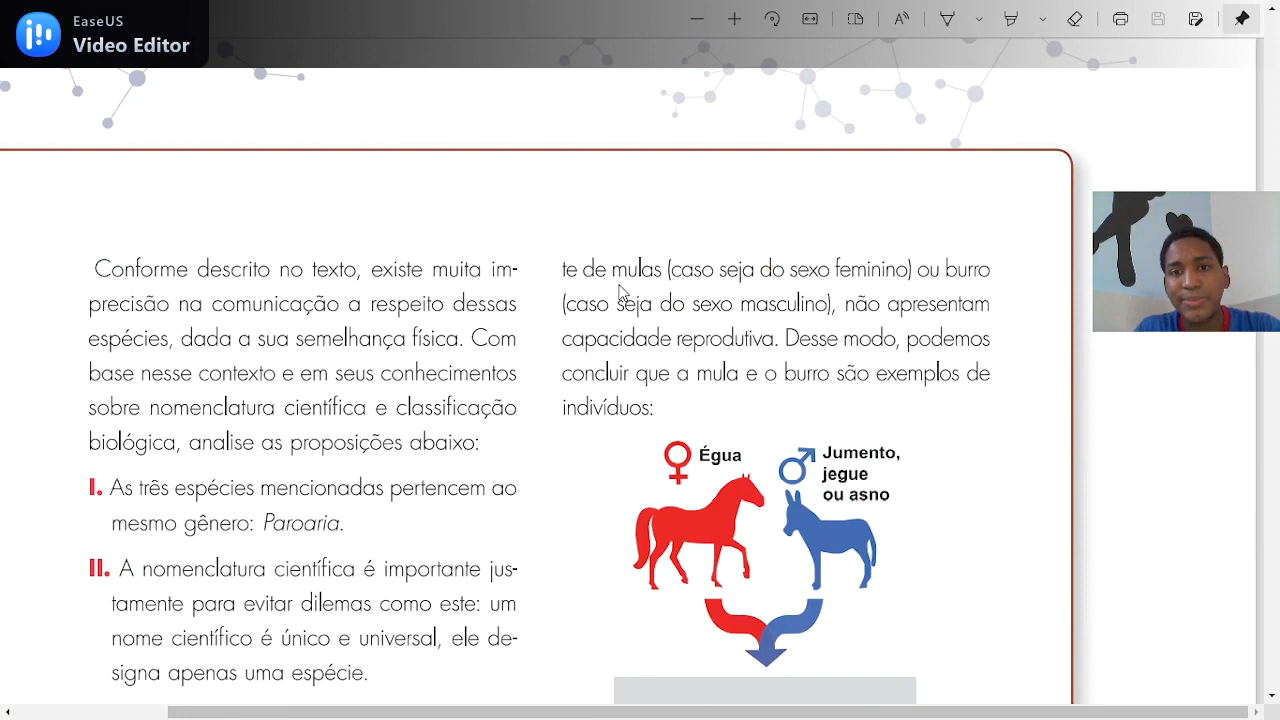 EaseUS
Video Editor
Conforme descrito no texto, existe muita im-
precisão na comunicação a respeito dessas
espécies, dada a sua semelhança física. Com
base nesse contexto e em seus conhecimentos
sobre nomenclatura científica e classificação
biológica, analise as proposições abaixo:
I. As três espécies mencionadas pertencem ao
mesmo gênero: Paroaria.
II. A nomenclatura científica é importante jus-
tamente para evitar dilemas como este: um
nome científico é único e universal, ele de-
signa apenas uma espécie.
te de mulas (caso seja do sexo feminino) ou burro
(caso seja do sexo masculino), não apresentam
capacidade reprodutiva. Desse modo, podemos
concluir que a mula e o burro são exemplos de
indivíduos:
Égua
Jumento,
jegue
ou asno